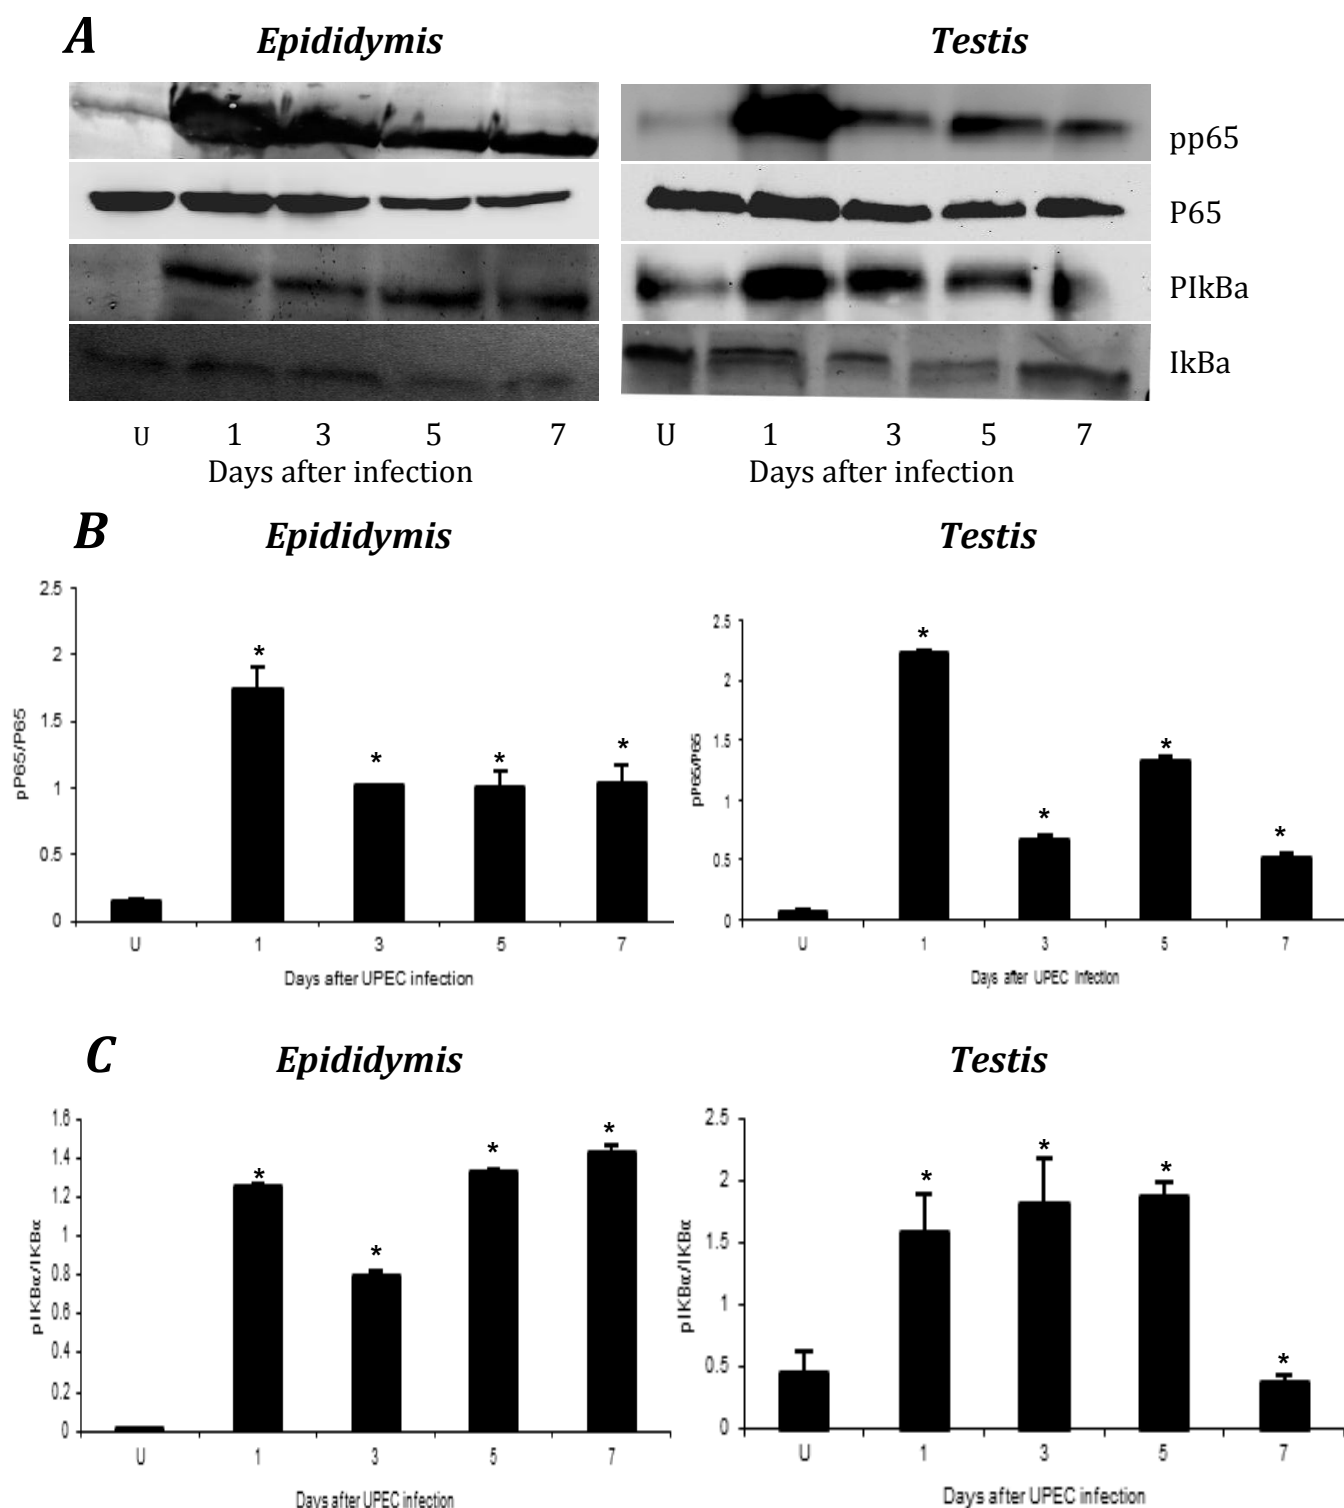 A Epididymis Testis
pp65
P65
PIkBa
IkBa
U 1 3 5 7 U 1 3 5 7
Days after infection Days after infection
B Epididymis Testis
2.5
2
1.5
1
0.5
0
pP65/P65
* * * *
U 1 3 5 7
Days after UPEC infection
2.5
2
1.5
1
0.5
0
pP65/P65
* * * *
U 1 3 5 7
Days after UPEC Infection
C Epididymis Testis
1.6
1.4
1.2
1
0.8
0.6
0.4
0.2
0
pIKBα/IKBα
* * * *
U 1 3 5 7
Days after UPEC infection
2.5
2
1.5
1
0.5
0
pIKBα/IKBα
* * * *
U 1 3 5 7
Days after UPEC infection